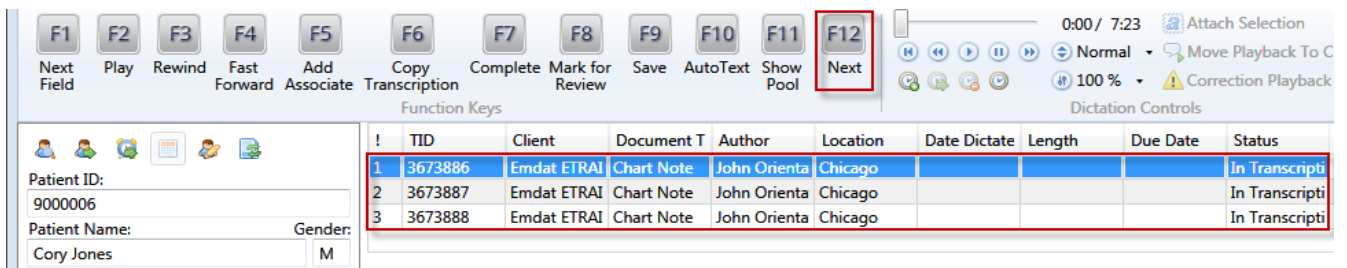 F1 F2 F3 F4 F5 F6 F7 F8 F9 F10 F11 F12 0:00 / 7:23 Attach Selection
Next Play Rewind Fast Add Copy Complete Mark for Save AutoText Show Next Normal Move Playback To C
Field Forward Associate Transcription Review Pool 100 % Correction Playback
Function Keys Dictation Controls
! TID Client Document T Author Location Date Dictate Length Due Date Status
1 3673886 Emdat ETRAI Chart Note John Orienta Chicago In Transcripti
Patient ID:
2 3673887 Emdat ETRAI Chart Note John Orienta Chicago In Transcripti
9000006
3 3673888 Emdat ETRAI Chart Note John Orienta Chicago In Transcripti
Patient Name: Gender:
Cory Jones M